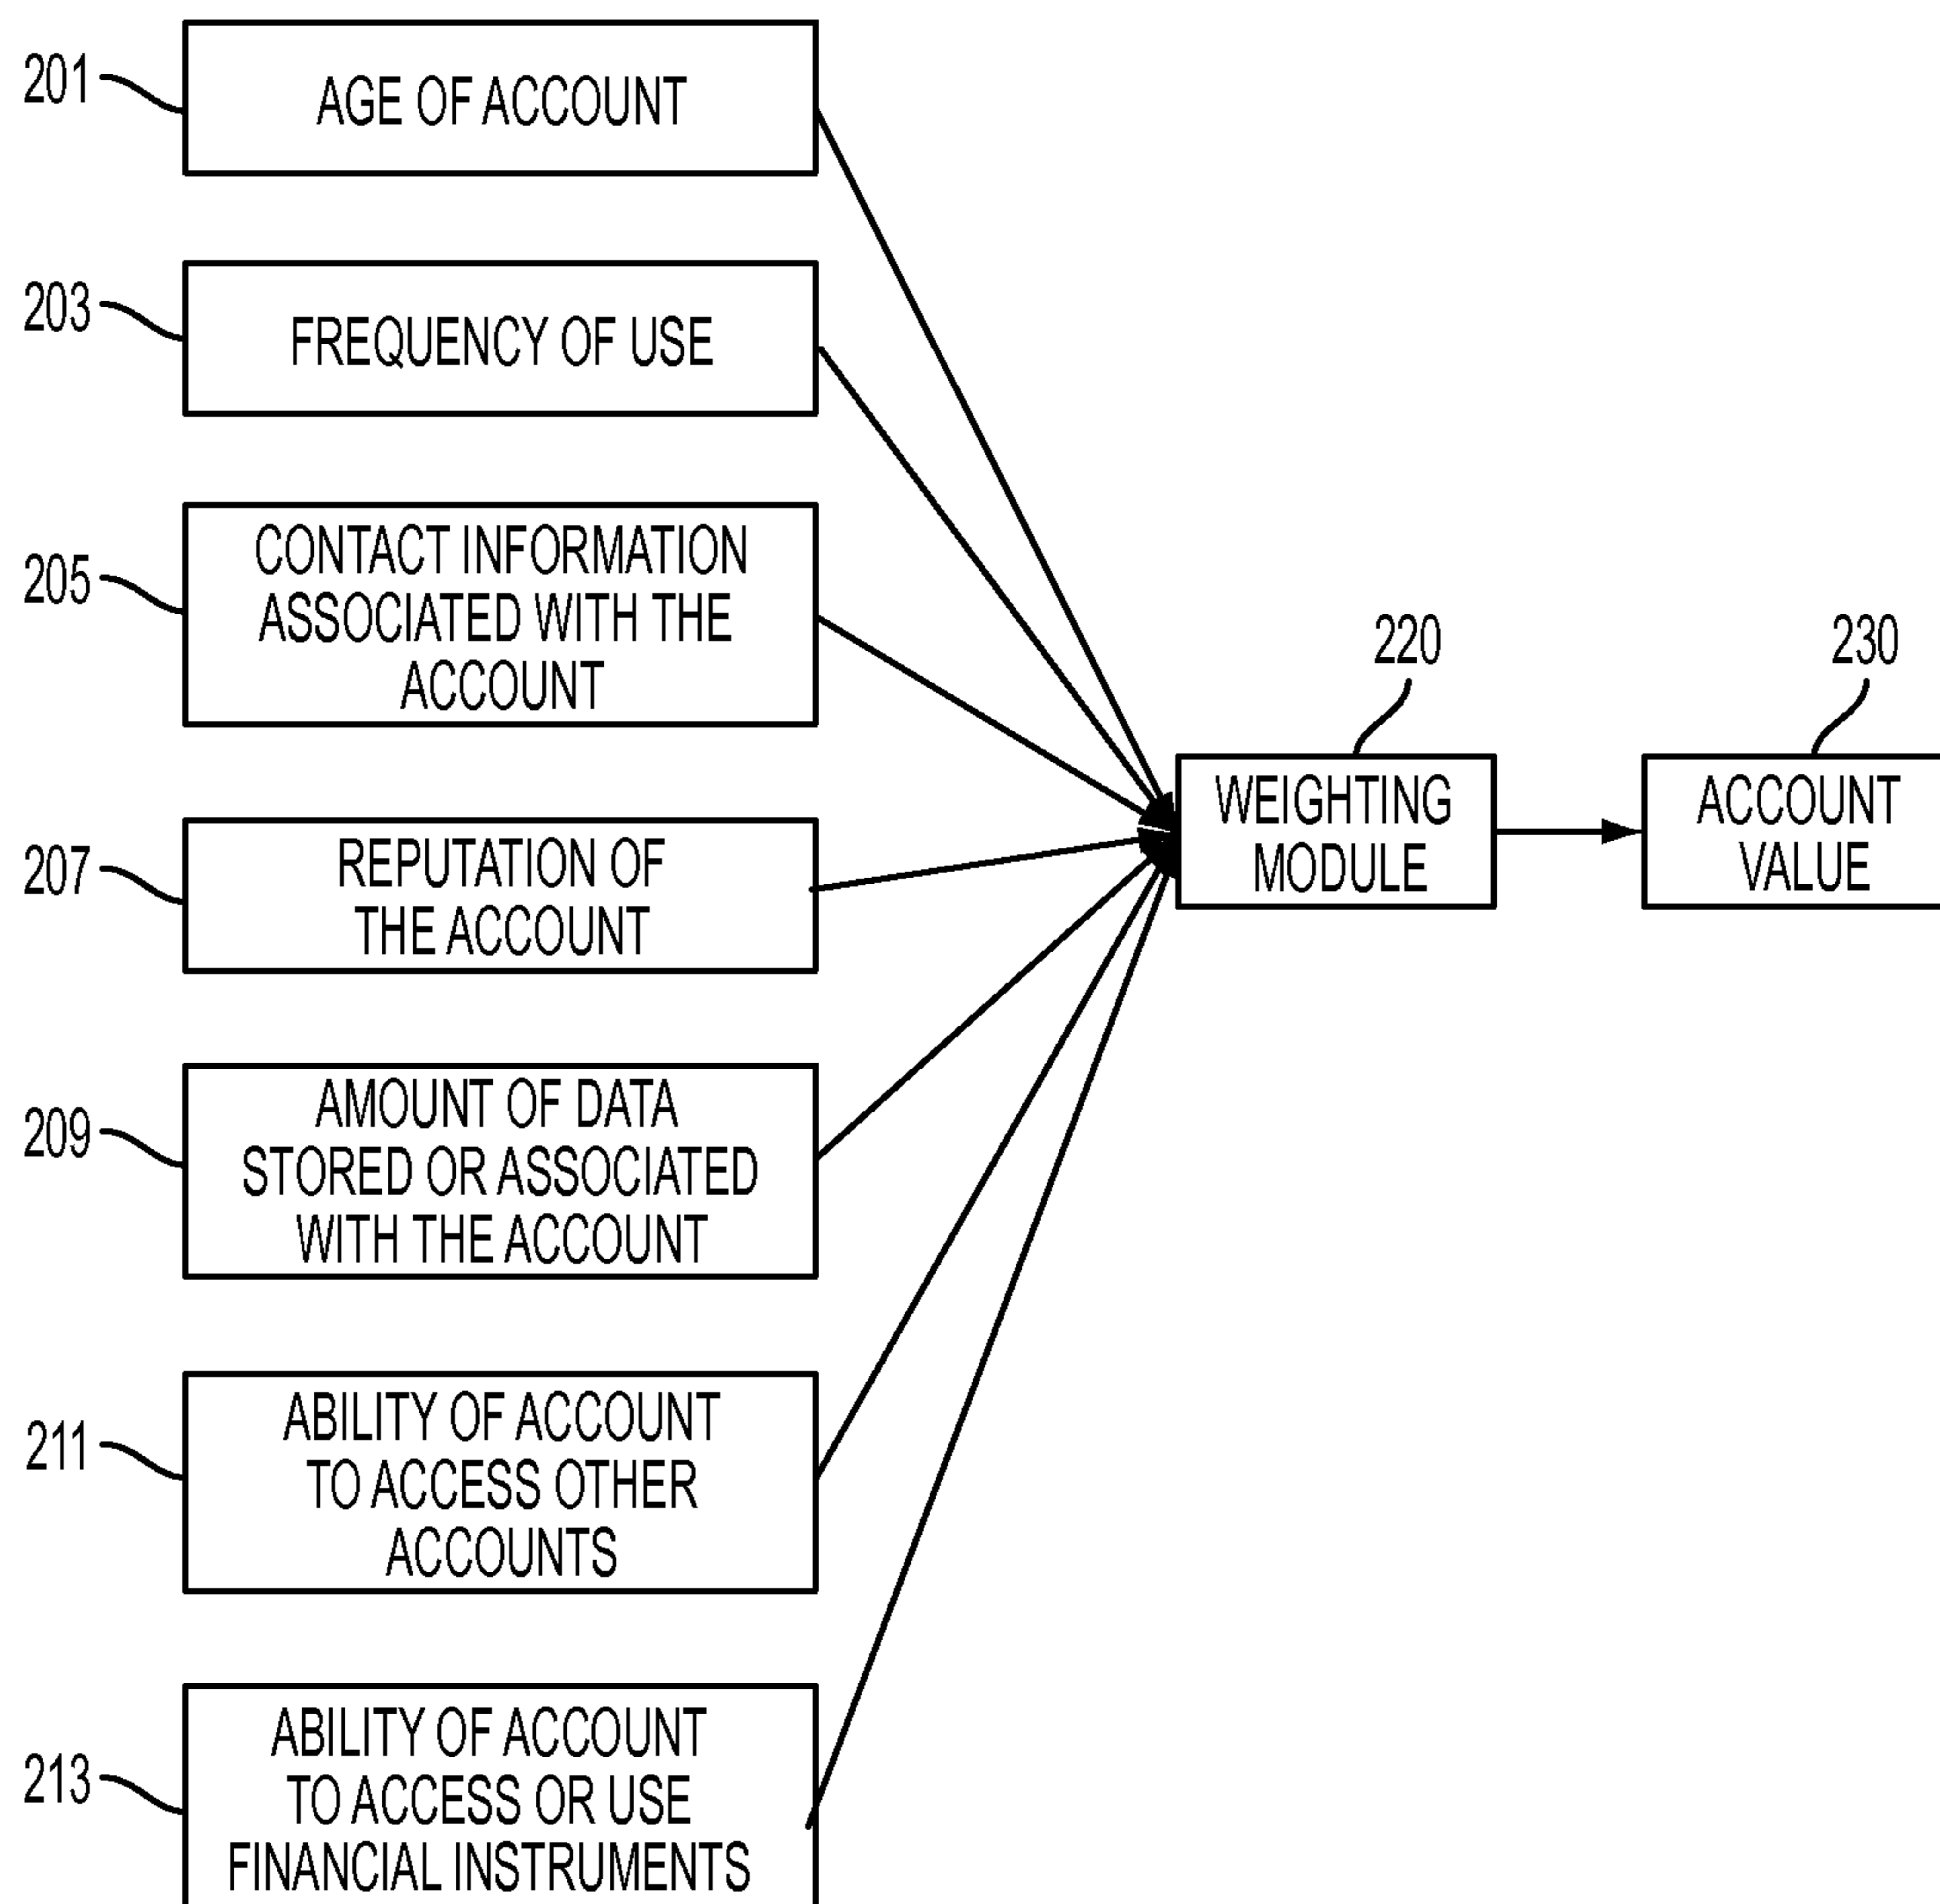 201
AGE OF ACCOUNT
203
FREQUENCY OF USE
205
CONTACT INFORMATION
ASSOCIATED WITH THE
ACCOUNT
207
REPUTATION OF
THE ACCOUNT
209
AMOUNT OF DATA
STORED OR ASSOCIATED
WITH THE ACCOUNT
211
ABILITY OF ACCOUNT
TO ACCESS OTHER
ACCOUNTS
213
ABILITY OF ACCOUNT
TO ACCESS OR USE
FINANCIAL INSTRUMENTS
220
WEIGHTING
MODULE
230
ACCOUNT
VALUE